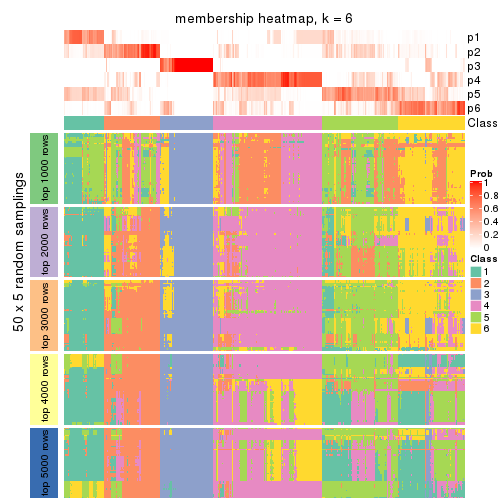 membership heatmap, k = 6
p1
p2
p3
p4
p5
p6
Class
50 x 5 random samplings
top 1000 rows
top 2000 rows
top 3000 rows
top 4000 rows
top 5000 rows
Prob
1
0.8
0.6
0.4
0.2
0
Class
1
2
3
4
5
6